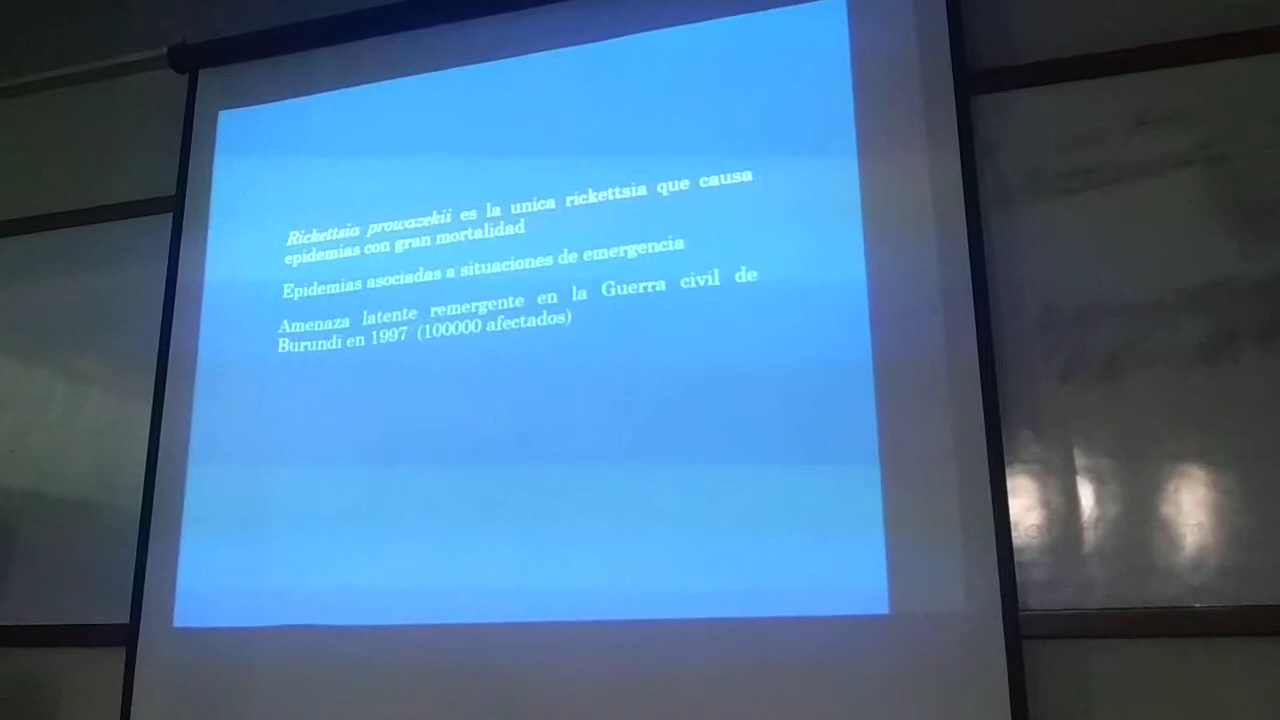 Rickettsia prowazekii es la unica rickettsia que causa
epidemias con gran mortalidad
Epidemias asociadas a situaciones de emergencia
Amenaza latente remergente en la Guerra civil de
Burundi en 1997 (100000 afectados)